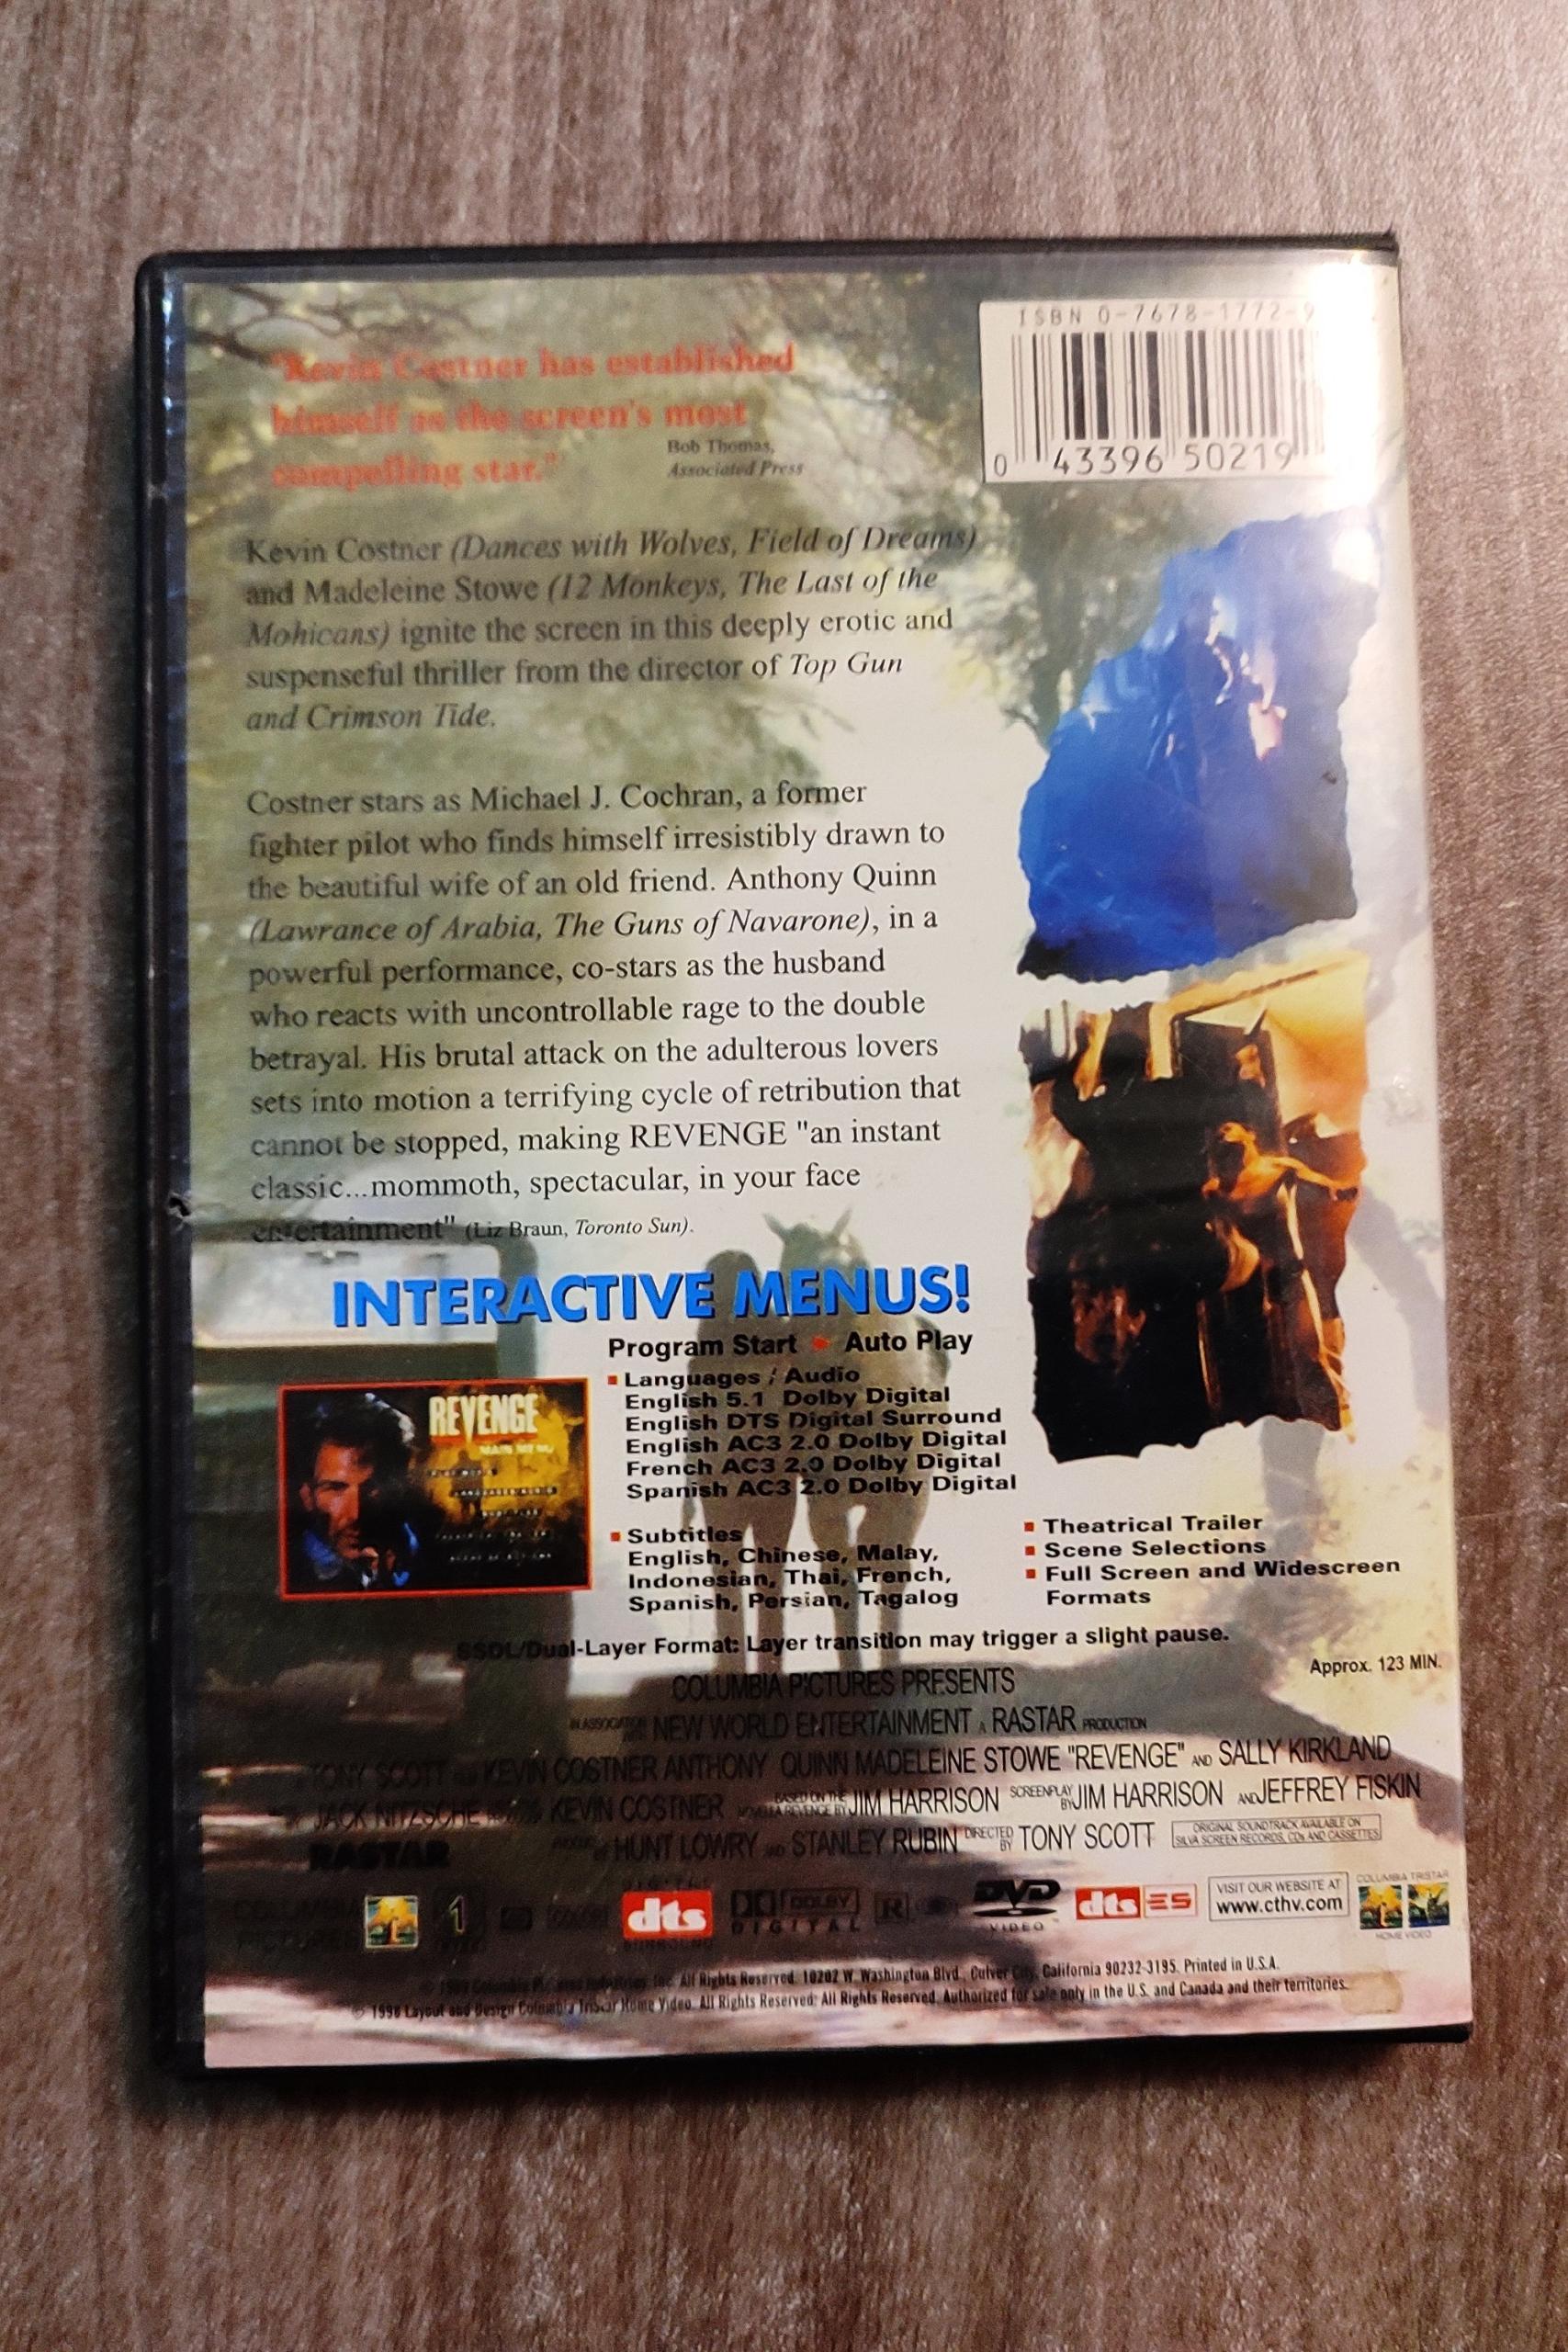 ISBN 0-7678-1772-9
0 43396 50219
"Kevin Costner has established
himself as the screen's most
compelling star."
Bob Thomas,
Associated Press
Kevin Costner (Dances with Wolves, Field of Dreams)
and Madeleine Stowe (12 Monkeys, The Last of the
Mohicans) ignite the screen in this deeply erotic and
suspenseful thriller from the director of Top Gun
and Crimson Tide.
Costner stars as Michael J. Cochran, a former
fighter pilot who finds himself irresistibly drawn to
the beautiful wife of an old friend. Anthony Quinn
(Lawrance of Arabia, The Guns of Navarone), in a
powerful performance, co-stars as the husband
who reacts with uncontrollable rage to the double
betrayal. His brutal attack on the adulterous lovers
sets into motion a terrifying cycle of retribution that
cannot be stopped, making REVENGE "an instant
classic...mommoth, spectacular, in your face
entertainment" (Liz Braun, Toronto Sun).
INTERACTIVE MENUS!
Program Start • Auto Play
REVENGE
MAIN MENU
Languages / Audio
English 5.1 Dolby Digital
English DTS Digital Surround
English AC3 2.0 Dolby Digital
French AC3 2.0 Dolby Digital
Spanish AC3 2.0 Dolby Digital
Subtitles
English, Chinese, Malay,
Indonesian, Thai, French,
Spanish, Persian, Tagalog
Theatrical Trailer
Scene Selections
Full Screen and Widescreen
Formats
SSDL/Dual-Layer Format: Layer transition may trigger a slight pause.
Approx. 123 MIN.
COLUMBIA PICTURES PRESENTS
IN ASSOCIATION NEW WORLD ENTERTAINMENT A RASTAR PRODUCTION
TONY SCOTT KEVIN COSTNER ANTHONY QUINN MADELEINE STOWE "REVENGE" AND SALLY KIRKLAND
JACK NITZSCHE KEVIN COSTNER BASED ON THE NOVELLA REVENGE BY JIM HARRISON SCREENPLAY BY JIM HARRISON AND JEFFREY FISKIN
RASTAR HUNT LOWRY AND STANLEY RUBIN DIRECTED BY TONY SCOTT
ORIGINAL SOUNDTRACK AVAILABLE ON
SILVA SCREEN RECORDS, CDs AND CASSETTES
1
DIGITAL
dts
SURROUND
DOLBY
DIGITAL
R
DVD
VIDEO
dts ES
VISIT OUR WEBSITE AT
www.cthv.com
COLUMBIA TRISTAR
HOME VIDEO
All Rights Reserved. 10202 W. Washington Blvd., Culver City, California 90232-3195. Printed in U.S.A.
© 1998 Layout and Design Columbia TriStar Home Video. All Rights Reserved. All Rights Reserved. Authorized for sale only in the U.S. and Canada and their territories.